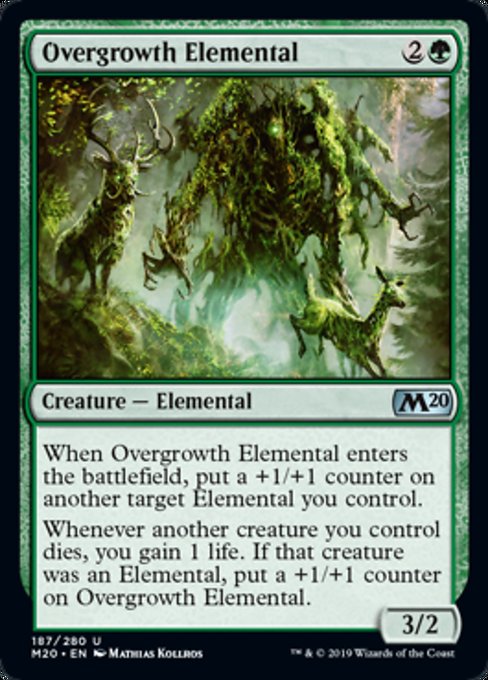 Overgrowth Elemental 2
Creature — Elemental M20
When Overgrowth Elemental enters
the battlefield, put a +1/+1 counter on
another target Elemental you control.
Whenever another creature you control
dies, you gain 1 life. If that creature
was an Elemental, put a +1/+1 counter
on Overgrowth Elemental.
3/2
187/280 U
M20 • EN Mathias Kollros ™ & © 2019 Wizards of the Coast